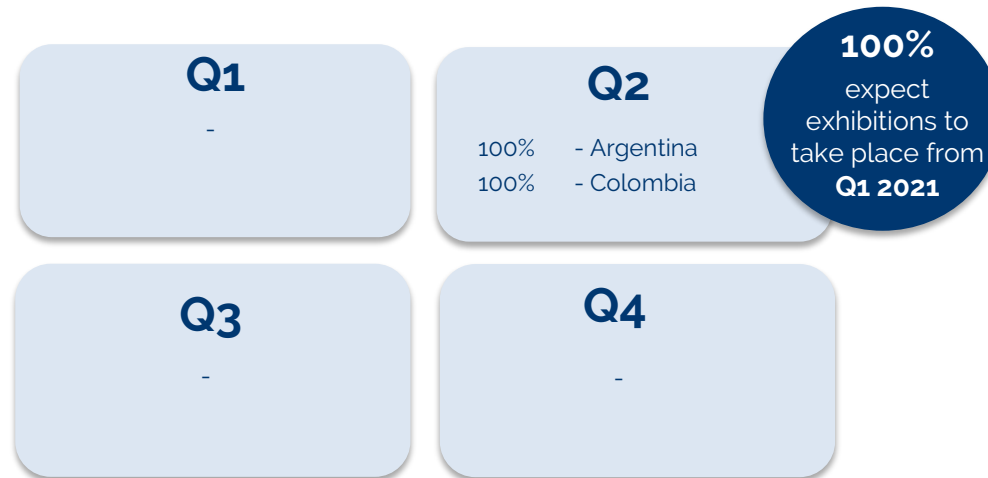 Q1
-
Q2
100% - Argentina
100% - Colombia
100%
expect
exhibitions to
take place from
Q1 2021
Q3
-
Q4
-